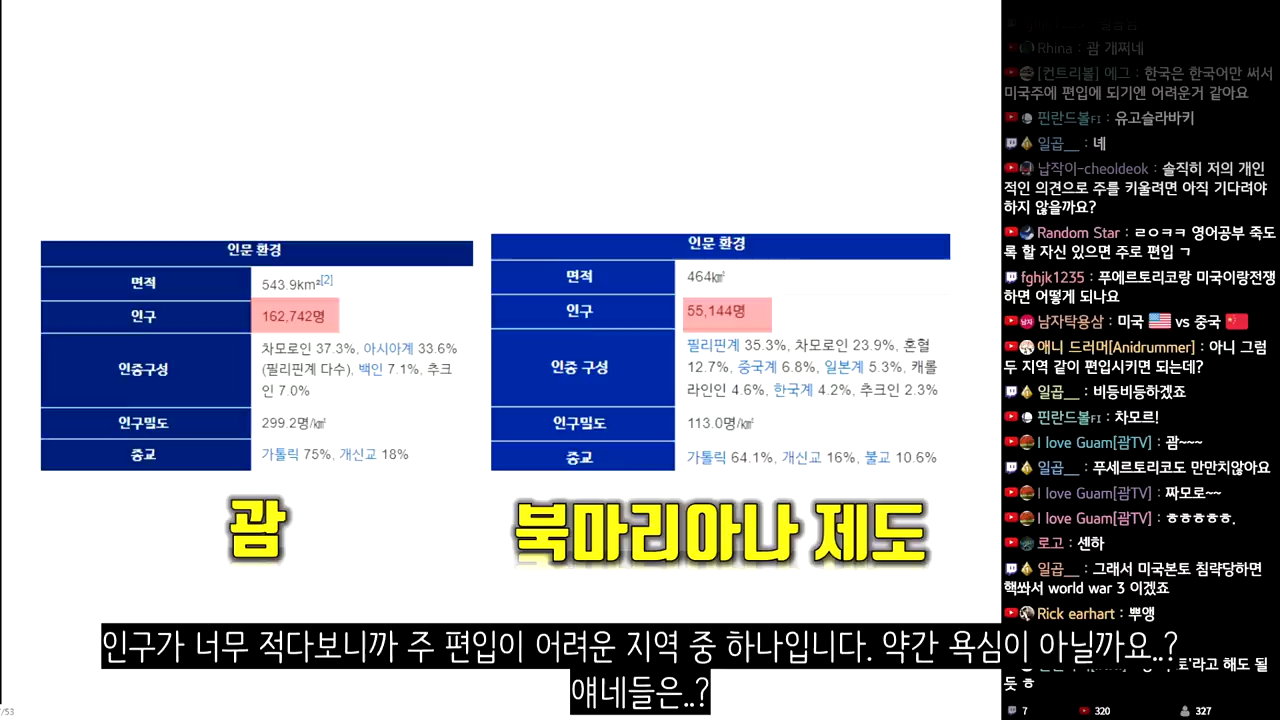 인문 환경
면적
543.9km²[2]
인구
162,742명
인종구성
차모로인 37.3%, 아시아계 33.6%
(필리핀계 다수), 백인 7.1%, 추크
인 7.0%
인구밀도
299.2명/㎢
종교
가톨릭 75%, 개신교 18%
괌
인문 환경
면적
464㎢
인구
55,144명
인종 구성
필리핀계 35.3%, 차모로인 23.9%, 혼혈
12.7%, 중국계 6.8%, 일본계 5.3%, 캐롤
라인인 4.6%, 한국계 4.2%, 추크인 2.3%
인구밀도
113.0명/㎢
종교
가톨릭 64.1%, 개신교 16%, 불교 10.6%
북마리아나 제도
인구가 너무 적다보니까 주 편입이 어려운 지역 중 하나입니다. 약간 욕심이 아닐까요..?
얘네들은..?
/53
Rhina : 괌 개쩌네
[컨트리볼] 에그 : 한국은 한국어만 써서
미국주에 편입에 되기엔 어려운거 같아요
핀란드볼FI : 유고슬라바키
일곱__ : 녜
납작이-cheoldeok : 솔직히 저의 개인
적인 의견으로 주를 키울려면 아직 기다려야
하지 않을까요?
Random Star : ㄹㅇㅋㅋ 영어공부 죽도
록 할 자신 있으면 주로 편입 ㄱ
fghjk1235 : 푸에르토리코랑 미국이랑전쟁
하면 어떻게 되나요
남자탁용삼 : 미국 🇺🇸 vs 중국 🇨🇳
애니 드러머[Anidrummer] : 아니 그럼
두 지역 같이 편입시키면 되는데?
일곱__ : 비등비등하겠죠
핀란드볼FI : 차모르!
I love Guam[괌TV] : 괌~~~
일곱__ : 푸세르토리코도 만만치않아요
I love Guam[괌TV] : 짜모로~~
I love Guam[괌TV] : ㅎㅎㅎㅎㅎ.
로고 : 센하
일곱__ : 그래서 미국본토 침략당하면
핵쏴서 world war 3 이겠죠
Rick earhart : 뿌앵
토'라고 해도 될
듯 ㅎ
7 320 327